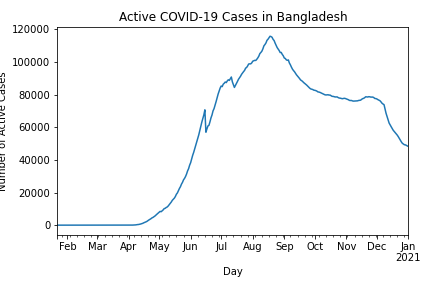 Active COVID-19 Cases in Bangladesh
120000
100000
80000
60000
40000
20000
0
Number of Active Cases
Feb Mar Apr May Jun Jul Aug Sep Oct Nov Dec Jan
2021
Day